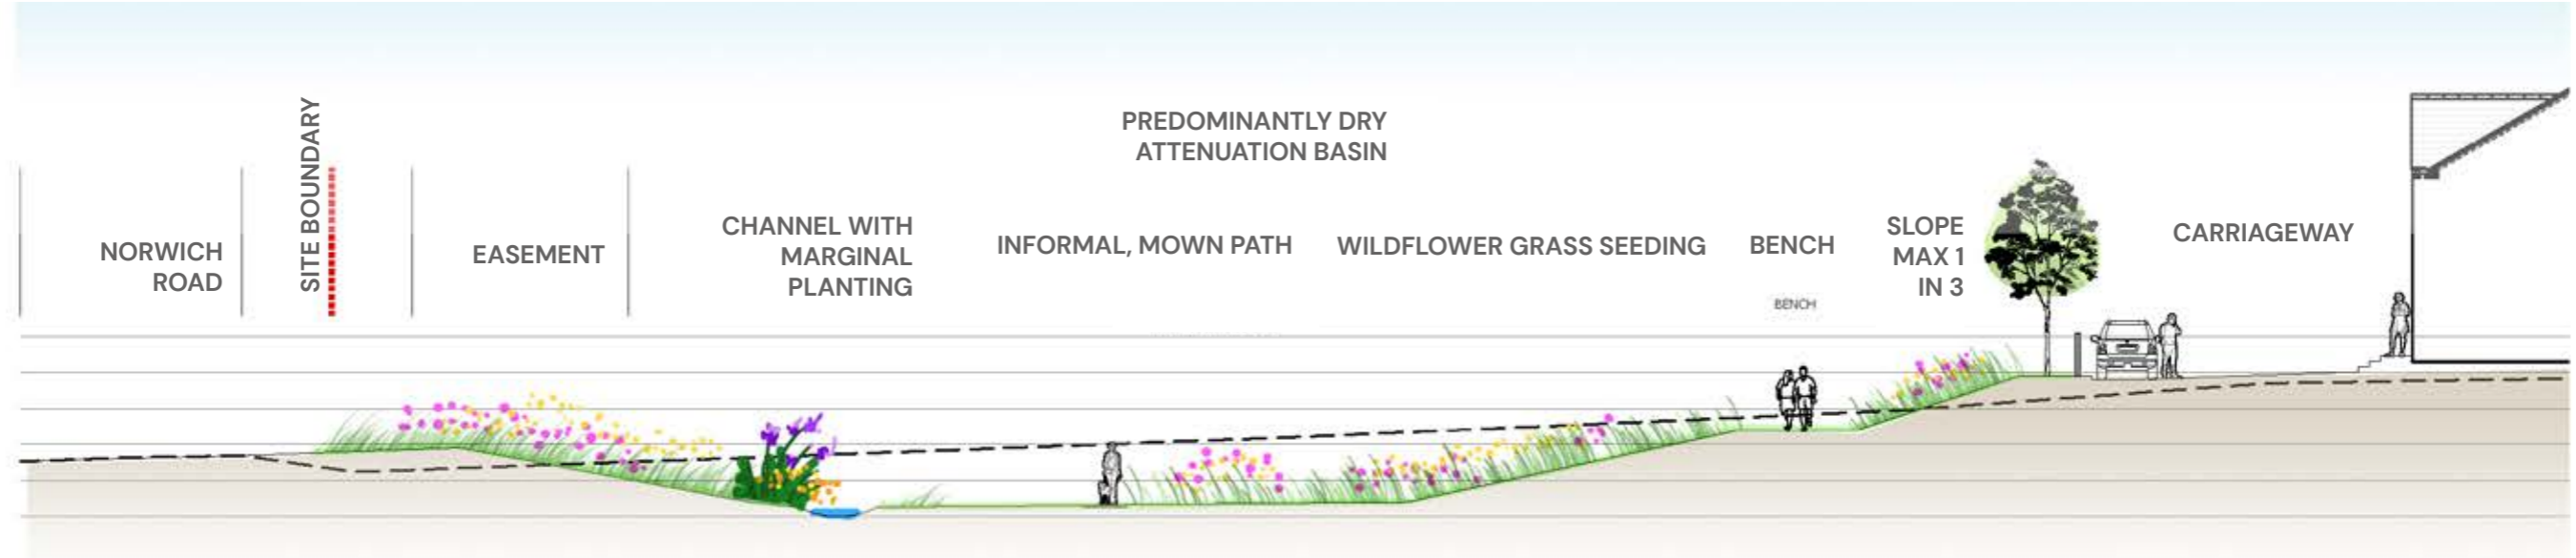 NORWICH
ROAD
SITE BOUNDARY
EASEMENT
CHANNEL WITH
MARGINAL
PLANTING
PREDOMINANTLY DRY
ATTENUATION BASIN
INFORMAL, MOWN PATH
WILDFLOWER GRASS SEEDING
BENCH
BENCH
SLOPE
MAX 1
IN 3
CARRIAGEWAY